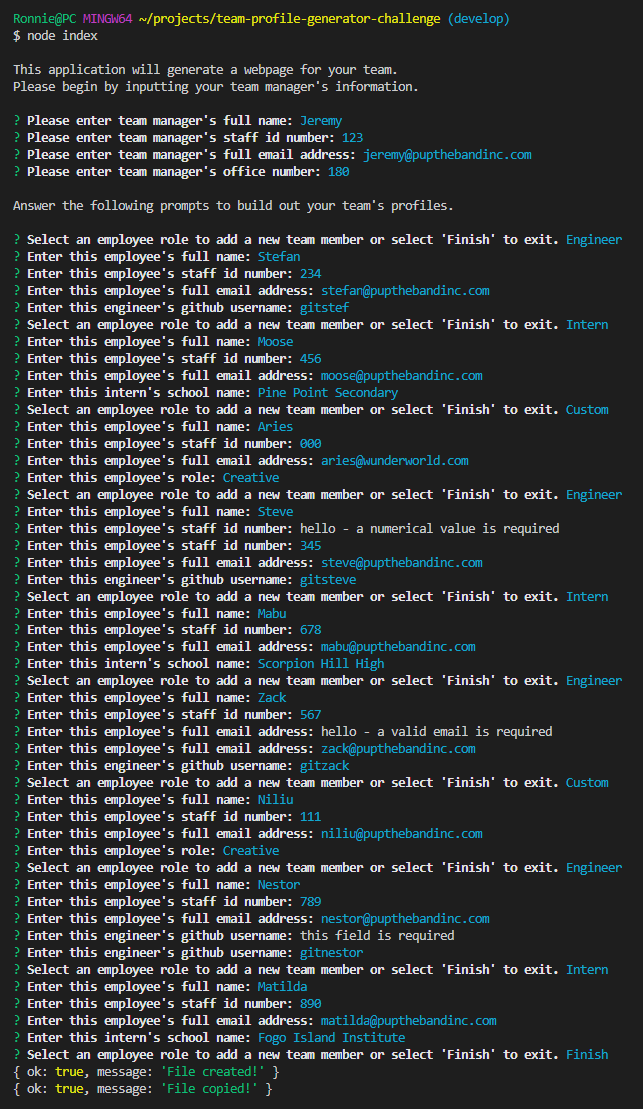 Ronnie@PC MINGW64 ~/projects/team-profile-generator-challenge (develop)
$ node index
This application will generate a webpage for your team.
Please begin by inputting your team manager's information.
? Please enter team manager's full name: Jeremy
? Please enter team manager's staff id number: 123
? Please enter team manager's full email address: jeremy@pupthebandinc.com
? Please enter team manager's office number: 180
Answer the following prompts to build out your team's profiles.
? Select an employee role to add a new team member or select 'Finish' to exit. Engineer
? Enter this employee's full name: Stefan
? Enter this employee's staff id number: 234
? Enter this employee's full email address: stefan@pupthebandinc.com
? Enter this engineer's github username: gitstef
? Select an employee role to add a new team member or select 'Finish' to exit. Intern
? Enter this employee's full name: Moose
? Enter this employee's staff id number: 456
? Enter this employee's full email address: moose@pupthebandinc.com
? Enter this intern's school name: Pine Point Secondary
? Select an employee role to add a new team member or select 'Finish' to exit. Custom
? Enter this employee's full name: Aries
? Enter this employee's staff id number: 000
? Enter this employee's full email address: aries@wunderworld.com
? Enter this employee's role: Creative
? Select an employee role to add a new team member or select 'Finish' to exit. Engineer
? Enter this employee's full name: Steve
? Enter this employee's staff id number: hello - a numerical value is required
? Enter this employee's staff id number: 345
? Enter this employee's full email address: steve@pupthebandinc.com
? Enter this engineer's github username: gitsteve
? Select an employee role to add a new team member or select 'Finish' to exit. Intern
? Enter this employee's full name: Mabu
? Enter this employee's staff id number: 678
? Enter this employee's full email address: mabu@pupthebandinc.com
? Enter this intern's school name: Scorpion Hill High
? Select an employee role to add a new team member or select 'Finish' to exit. Engineer
? Enter this employee's full name: Zack
? Enter this employee's staff id number: 567
? Enter this employee's full email address: hello - a valid email is required
? Enter this employee's full email address: zack@pupthebandinc.com
? Enter this engineer's github username: gitzack
? Select an employee role to add a new team member or select 'Finish' to exit. Custom
? Enter this employee's full name: Niliu
? Enter this employee's staff id number: 111
? Enter this employee's full email address: niliu@pupthebandinc.com
? Enter this employee's role: Creative
? Select an employee role to add a new team member or select 'Finish' to exit. Engineer
? Enter this employee's full name: Nestor
? Enter this employee's staff id number: 789
? Enter this employee's full email address: nestor@pupthebandinc.com
? Enter this engineer's github username: this field is required
? Enter this engineer's github username: gitnestor
? Select an employee role to add a new team member or select 'Finish' to exit. Intern
? Enter this employee's full name: Matilda
? Enter this employee's staff id number: 890
? Enter this employee's full email address: matilda@pupthebandinc.com
? Enter this intern's school name: Fogo Island Institute
? Select an employee role to add a new team member or select 'Finish' to exit. Finish
{ ok: true, message: 'File created!' }
{ ok: true, message: 'File copied!' }